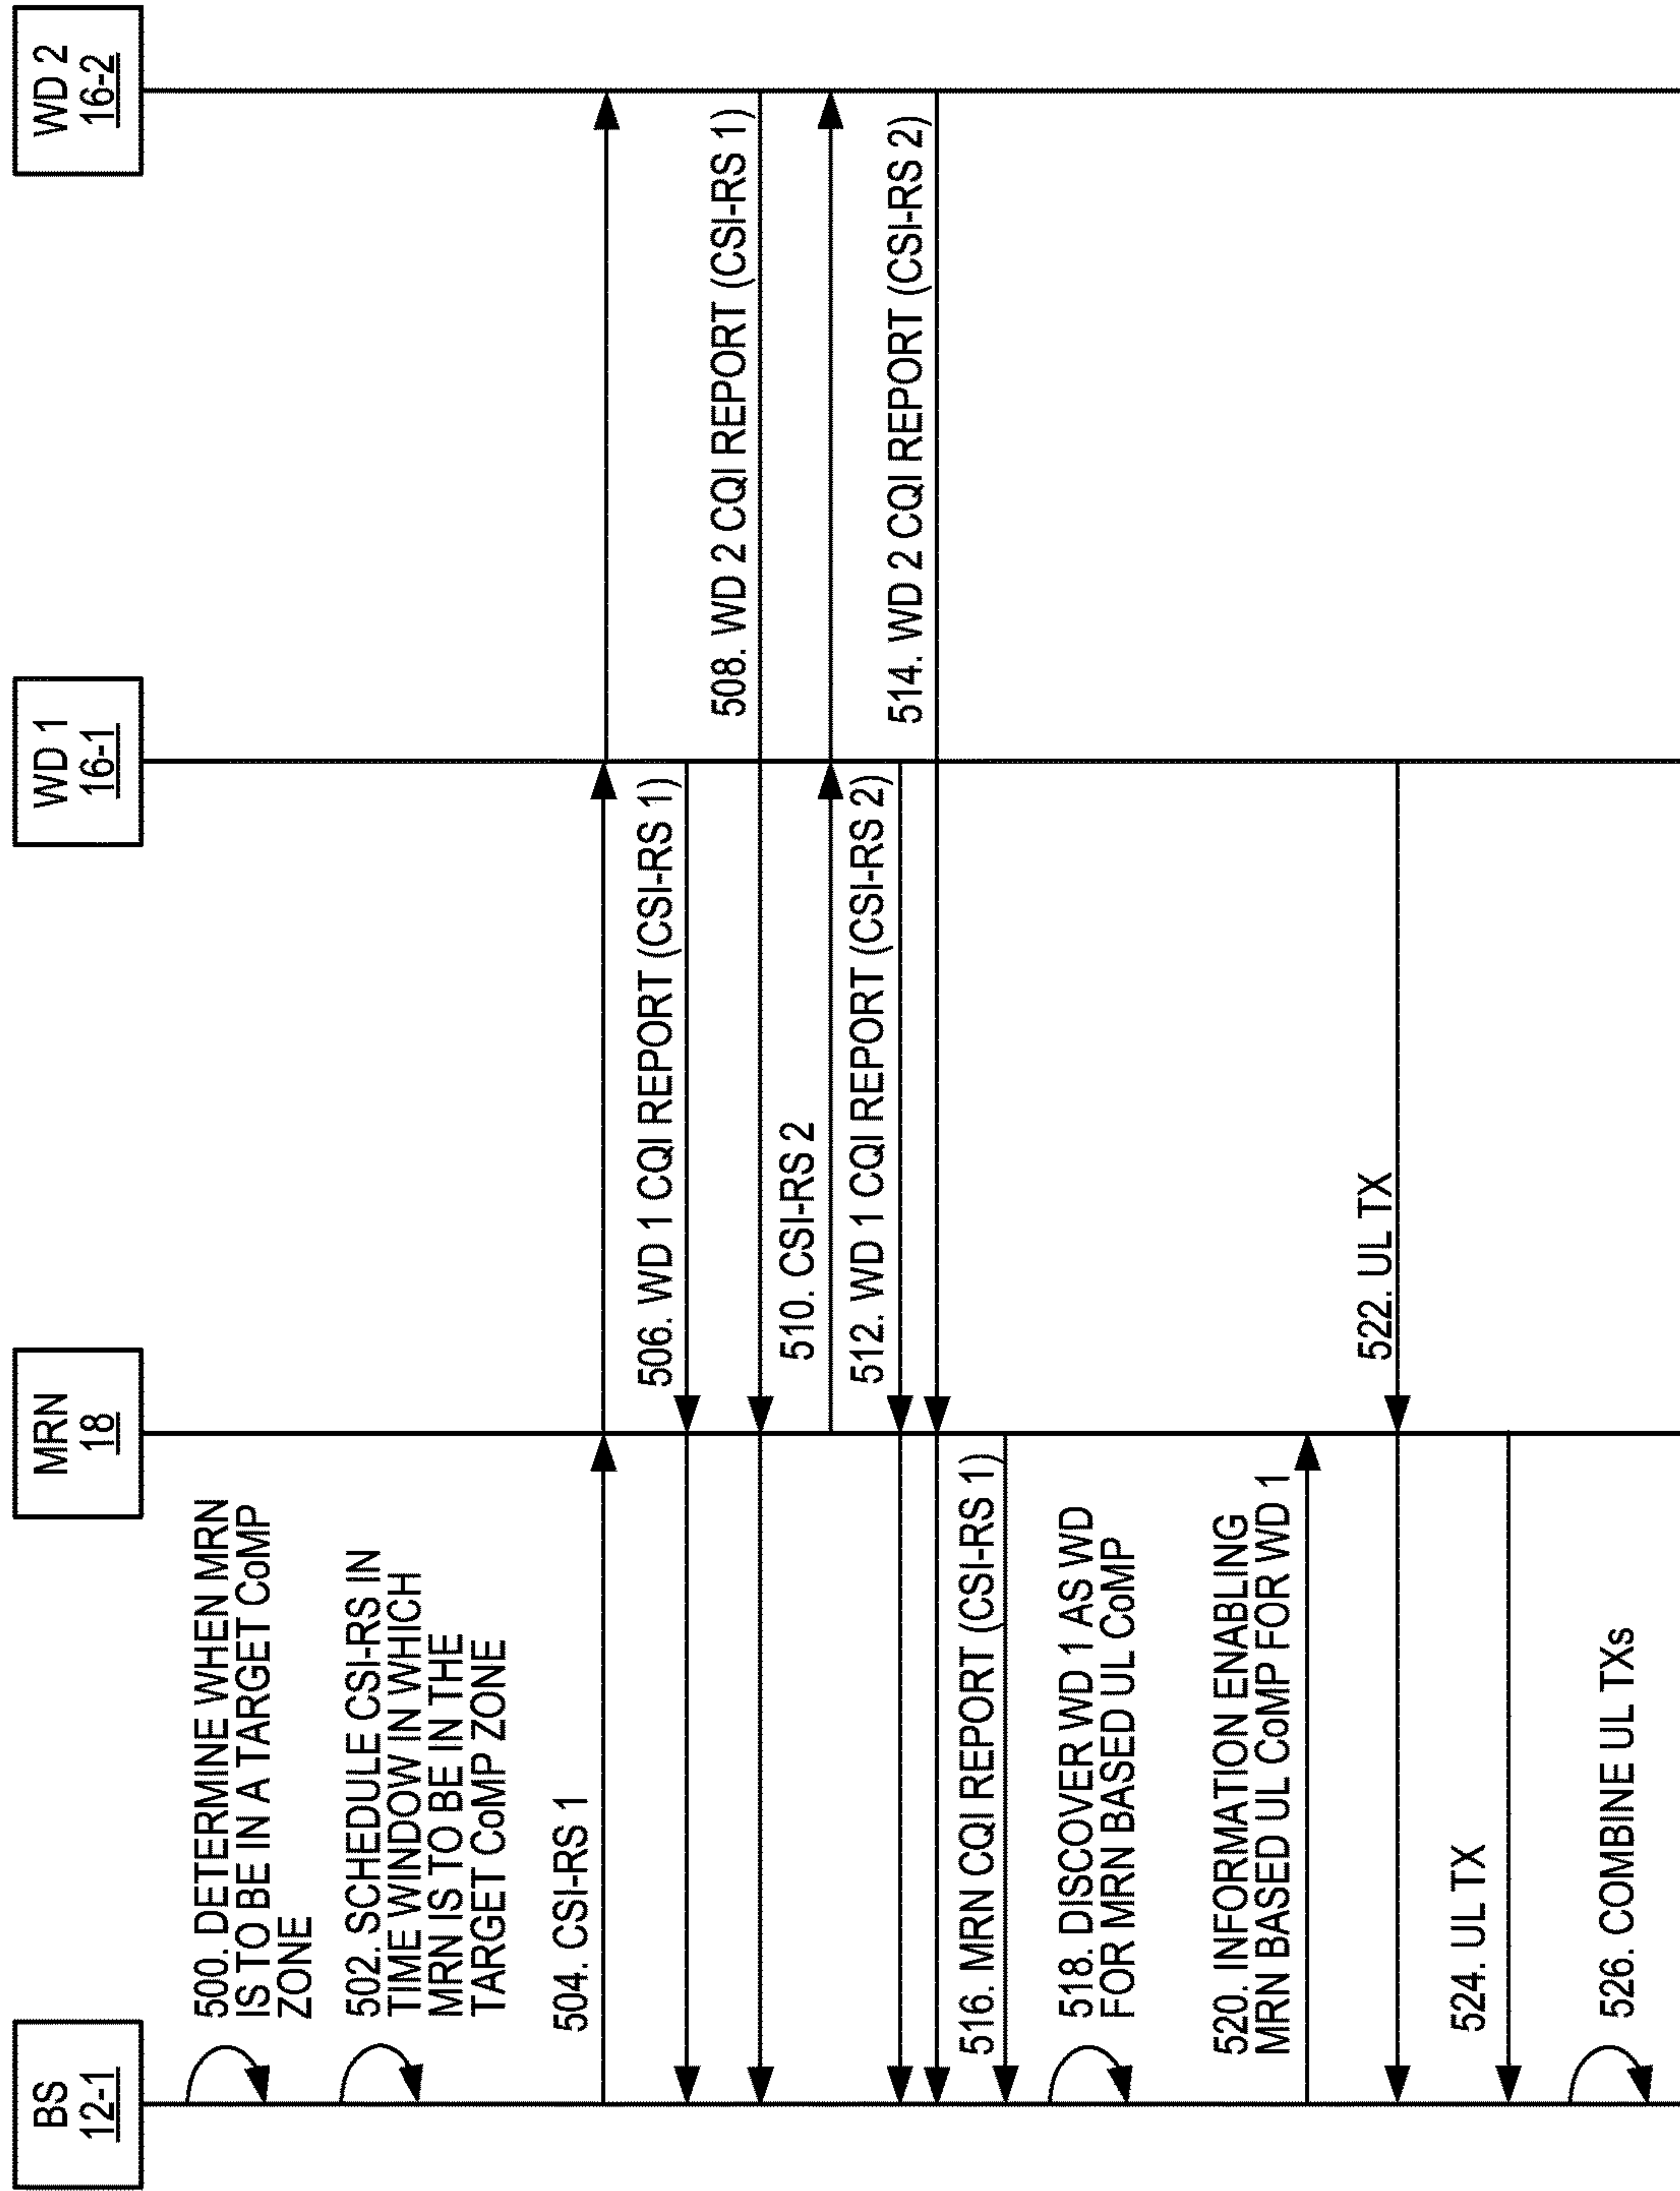 BS
12-1
MRN
18
WD 1
16-1
WD 2
16-2
500. DETERMINE WHEN MRN
IS TO BE IN A TARGET CoMP
ZONE
502. SCHEDULE CSI-RS IN
TIME WINDOW IN WHICH
MRN IS TO BE IN THE
TARGET CoMP ZONE
504. CSI-RS 1
506. WD 1 CQI REPORT (CSI-RS 1)
508. WD 2 CQI REPORT (CSI-RS 1)
510. CSI-RS 2
512. WD 1 CQI REPORT (CSI-RS 2)
514. WD 2 CQI REPORT (CSI-RS 2)
516. MRN CQI REPORT (CSI-RS 1)
518. DISCOVER WD 1 AS WD
FOR MRN BASED UL CoMP
520. INFORMATION ENABLING
MRN BASED UL CoMP FOR WD 1
522. UL TX
524. UL TX
526. COMBINE UL TXs